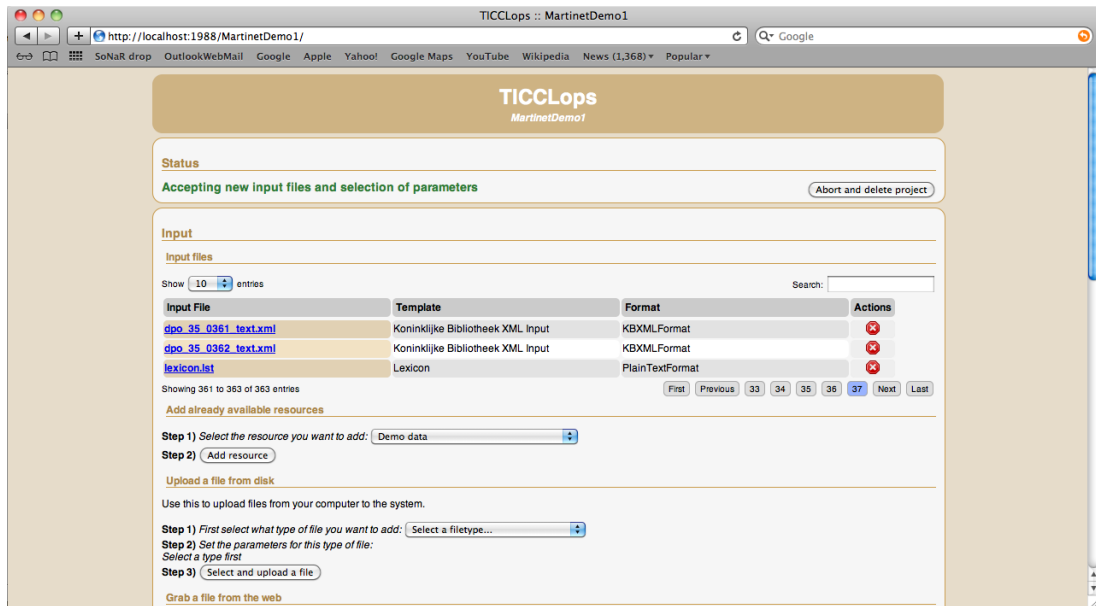 TICCLops :: MartinetDemo1
http://localhost:1988/MartinetDemo1/
Google
SoNaR drop OutlookWebMail Google Apple Yahoo! Google Maps YouTube Wikipedia News (1,368) Popular
TICCLops
MartinetDemo1
Status
Accepting new input files and selection of parameters
Abort and delete project
Input
Input files
Show 10 entries Search:
Input File Template Format Actions
dpo_35_0361_text.xml Koninklijke Bibliotheek XML Input KBXMLFormat
dpo_35_0362_text.xml Koninklijke Bibliotheek XML Input KBXMLFormat
lexicon.lst Lexicon PlainTextFormat
Showing 361 to 363 of 363 entries First Previous 33 34 35 36 37 Next Last
Add already available resources
Step 1) Select the resource you want to add: Demo data
Step 2) Add resource
Upload a file from disk
Use this to upload files from your computer to the system.
Step 1) First select what type of file you want to add: Select a filetype...
Step 2) Set the parameters for this type of file:
Select a type first
Step 3) Select and upload a file
Grab a file from the web